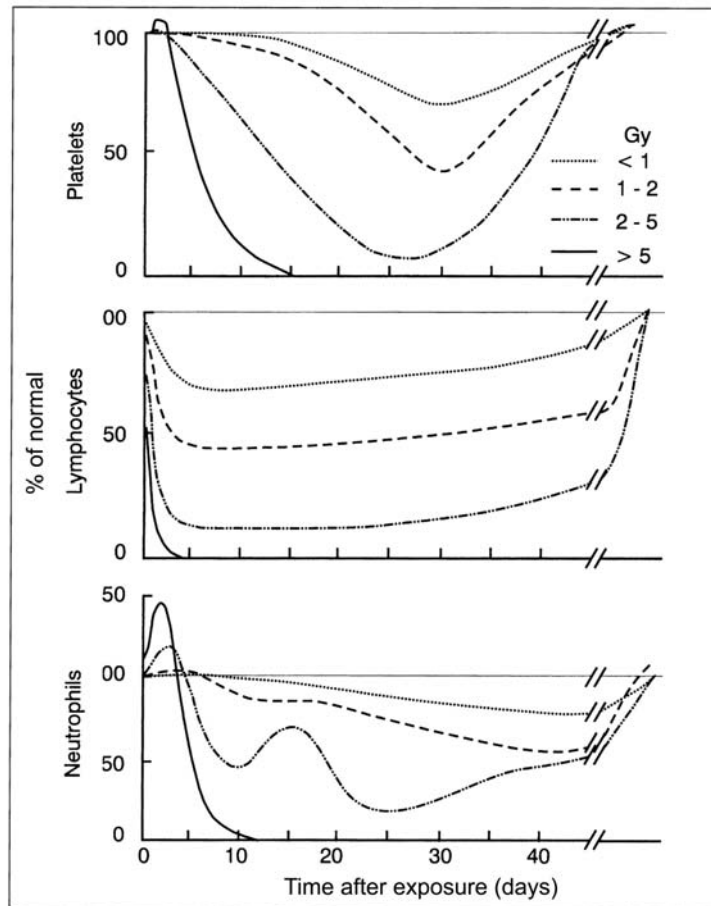 100
50
0
Platelets
Gy
< 1
1 - 2
2 - 5
> 5
00
50
0
% of normal
Lymphocytes
50
00
50
0
Neutrophils
0 10 20 30 40
Time after exposure (days)